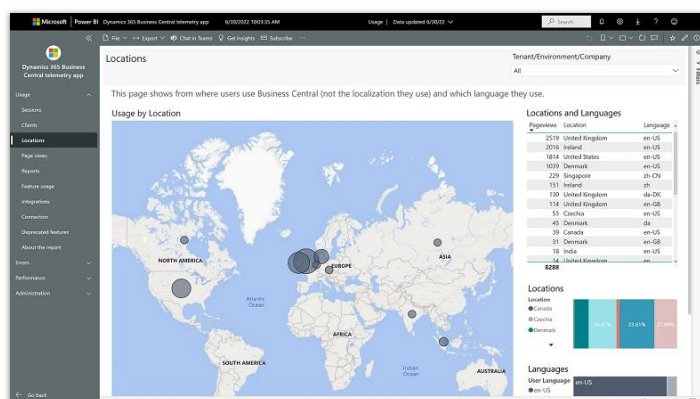 Microsoft | Power BI Dynamics 365 Business Central telemetry app 6/30/2022 10:03:35 AM Usage | Data updated 6/30/22 Search
File Export Chat in Teams Get insights Subscribe
Dynamics 365 Business
Central telemetry app
Usage
Sessions
Clients
Locations
Page views
Reports
Feature usage
Integrations
Connectors
Deprecated features
About the report
Errors
Performance
Administration
Go back
Locations
Tenant/Environment/Company
All
Filters
This page shows from where users use Business Central (not the localization they use) and which language they use.
Usage by Location
NORTH AMERICA
EUROPE
ASIA
Atlantic
Ocean
AFRICA
SOUTH AMERICA
Indian
Ocean
AUSTRALIA
Locations and Languages
Pageviews Location Language
2519 United Kingdom en-US
2016 Ireland en-US
1814 United States en-US
1039 Denmark en-US
229 Singapore zh-CN
151 Ireland zh
130 United Kingdom da-DK
114 United Kingdom en-GB
53 Czechia en-US
45 Denmark da
39 Canada en-US
31 Denmark en-GB
18 India en-US
14 United Kingdom en
8288
Locations
Location
Canada
Czechia
Denmark
33.61%
Languages
User Language
en-US
en-US